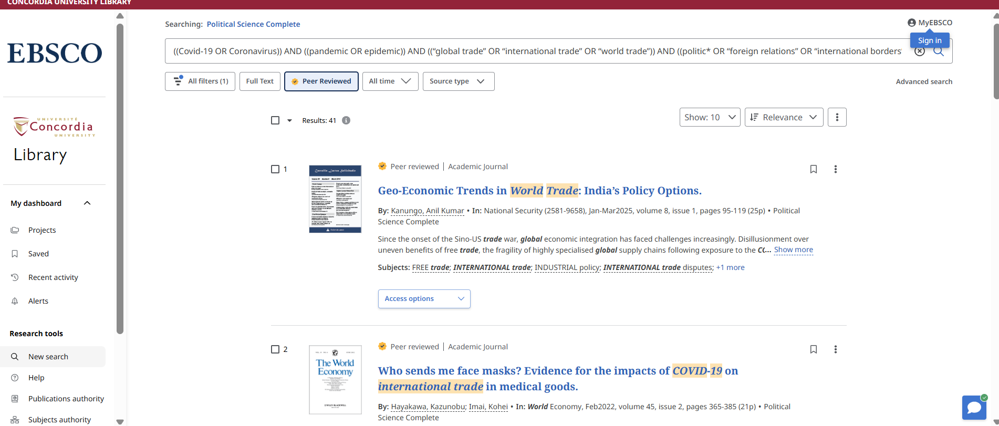 CONCORDIA UNIVERSITY LIBRARY
EBSCO
UNIVERSITÉ
Concordia
UNIVERSITY
Library
My dashboard
Projects
Saved
Recent activity
Alerts
Research tools
New search
Help
Publications authority
Subjects authority
Searching: Political Science Complete
MyEBSCO
Sign in
((Covid-19 OR Coronavirus)) AND ((pandemic OR epidemic)) AND ((“global trade” OR “international trade” OR “world trade”)) AND ((politic* OR “foreign relations” OR “international borders”
All filters (1)
Full Text
Peer Reviewed
All time
Source type
Advanced search
Results: 41
Show: 10
Relevance
1
Peer reviewed | Academic Journal
Geo-Economic Trends in World Trade: India’s Policy Options.
By: Kanungo, Anil Kumar • In: National Security (2581-9658), Jan-Mar2025, volume 8, issue 1, pages 95-119 (25p) • Political
Science Complete
Since the onset of the Sino-US trade war, global economic integration has faced challenges increasingly. Disillusionment over
uneven benefits of free trade, the fragility of highly specialised global supply chains following exposure to the C(... Show more
Subjects: FREE trade; INTERNATIONAL trade; INDUSTRIAL policy; INTERNATIONAL trade disputes; +1 more
Access options
2
The World
Economy
Peer reviewed | Academic Journal
Who sends me face masks? Evidence for the impacts of COVID-19 on
international trade in medical goods.
By: Hayakawa, Kazunobu; Imai, Kohei • In: World Economy, Feb2022, volume 45, issue 2, pages 365-385 (21p) • Political
Science Complete